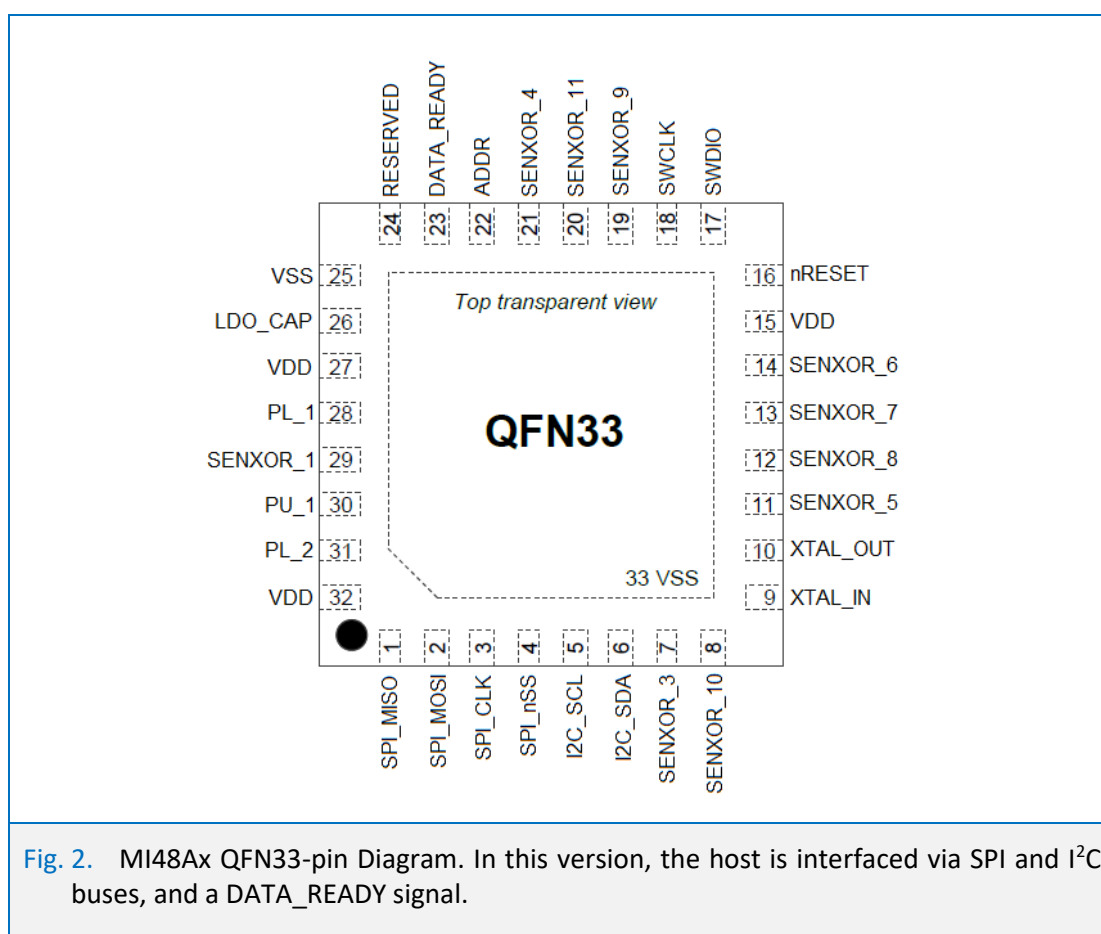 RESERVED
DATA_READY
ADDR
SENXOR_4
SENXOR_11
SENXOR_9
SWCLK
SWDIO
24
23
22
21
20
19
18
17
VSS 25
LDO_CAP 26
VDD 27
PL_1 28
SENXOR_1 29
PU_1 30
PL_2 31
VDD 32
Top transparent view
QFN33
33 VSS
16 nRESET
15 VDD
14 SENXOR_6
13 SENXOR_7
12 SENXOR_8
11 SENXOR_5
10 XTAL_OUT
9 XTAL_IN
1
2
3
4
5
6
7
8
SPI_MISO
SPI_MOSI
SPI_CLK
SPI_nSS
I2C_SCL
I2C_SDA
SENXOR_3
SENXOR_10
Fig. 2. MI48Ax QFN33-pin Diagram. In this version, the host is interfaced via SPI and I²C
buses, and a DATA_READY signal.